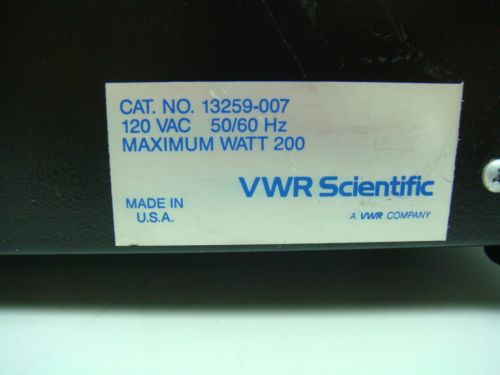 CAT. NO. 13259-007
120 VAC 50/60 Hz
MAXIMUM WATT 200
VWR Scientific
MADE IN
U.S.A.
A VWR COMPANY